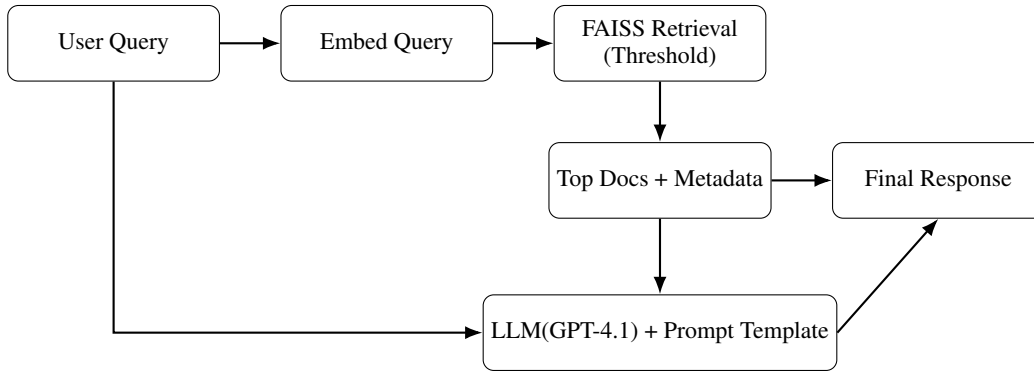 User Query
Embed Query
FAISS Retrieval
(Threshold)
Top Docs + Metadata
Final Response
LLM(GPT-4.1) + Prompt Template